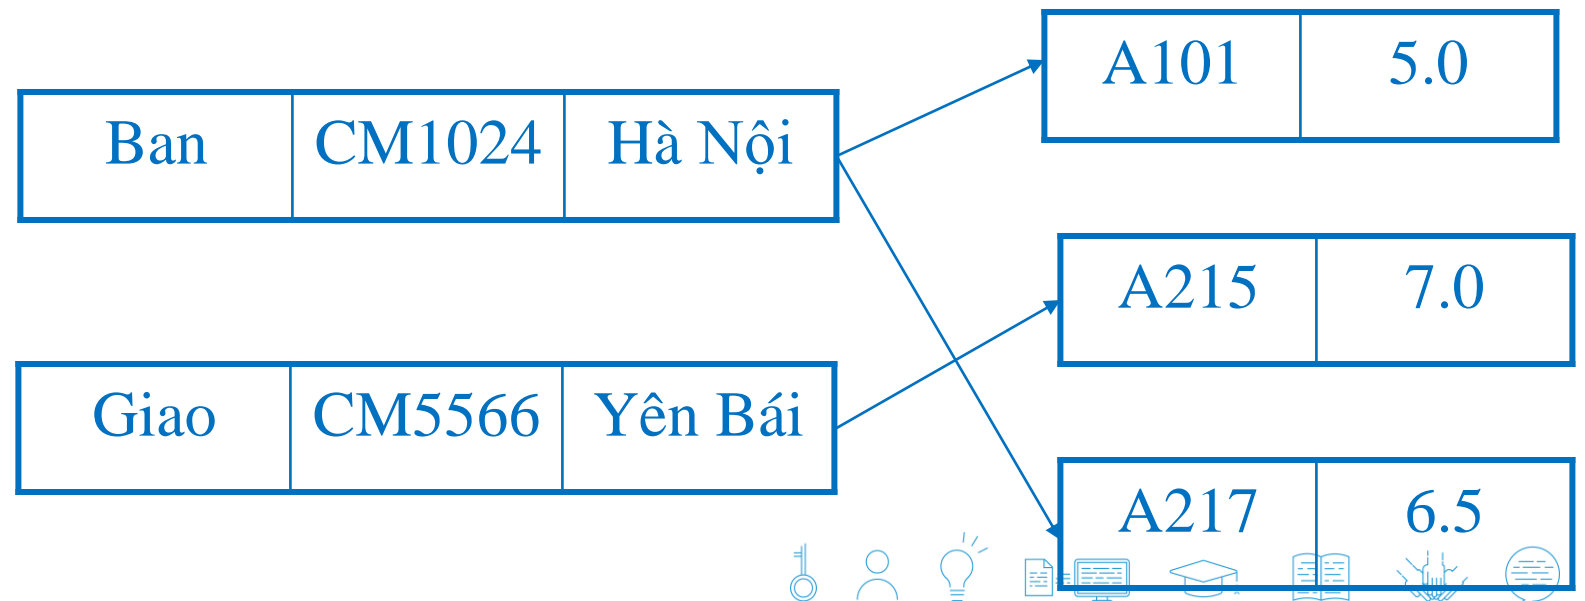 A101 5.0
Ban CM1024 Hà Nội
A215 7.0
Giao CM5566 Yên Bái
A217 6.5